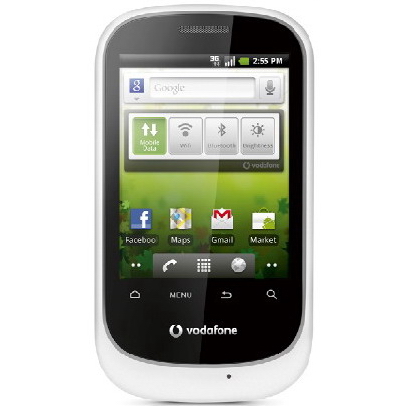 3G 2:55 PM
Google
Mobile Data
Wifi
Bluetooth
Brightness
vodafone
Faceboo Maps Gmail Market
MENU
vodafone